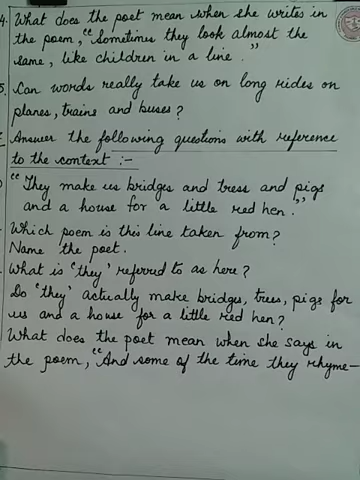 4. What does the poet mean when she writes in
the poem, "Sometimes they look almost the
same, like children in a line."
5. Can words really take us on long rides on
planes, trains and buses?
Answer the following questions with reference
to the context :-
"They make us bridges and tress and pigs
and a house for a little red hen."
Which poem is this line taken from?
Name the poet.
What is 'they' referred to as here?
Do 'they' actually make bridges, trees, pigs for
us and a house for a little red hen?
What does the poet mean when she says in
the poem, "And some of the time they rhyme-